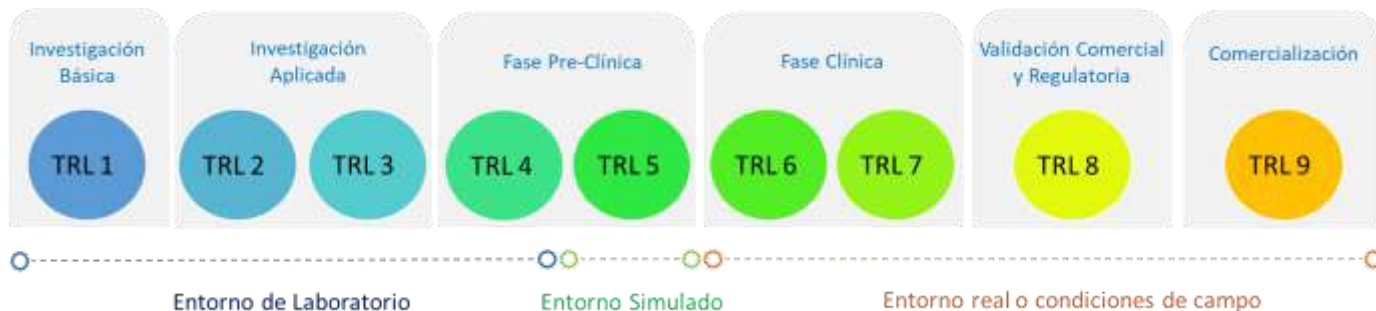 Investigación
Básica
Investigación
Aplicada
Fase Pre-Clínica
Fase Clínica
Validación Comercial
y Regulatoria
Comercialización
TRL 1
TRL 2
TRL 3
TRL 4
TRL 5
TRL 6
TRL 7
TRL 8
TRL 9
Entorno de Laboratorio
Entorno Simulado
Entorno real o condiciones de campo